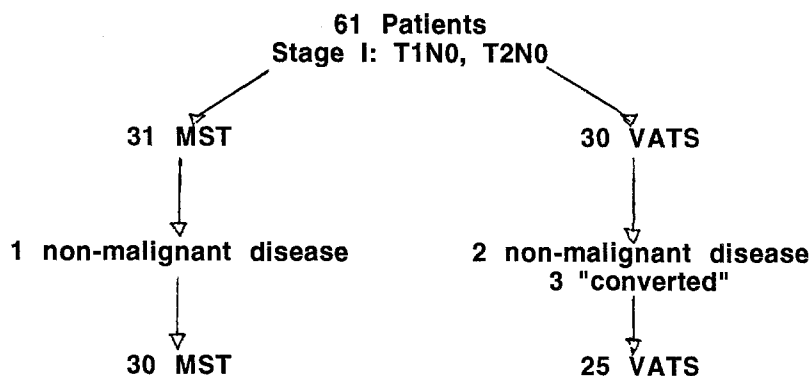 61 Patients
Stage I: T1N0, T2N0
31 MST
30 VATS
1 non-malignant disease
2 non-malignant disease
3 "converted"
30 MST
25 VATS